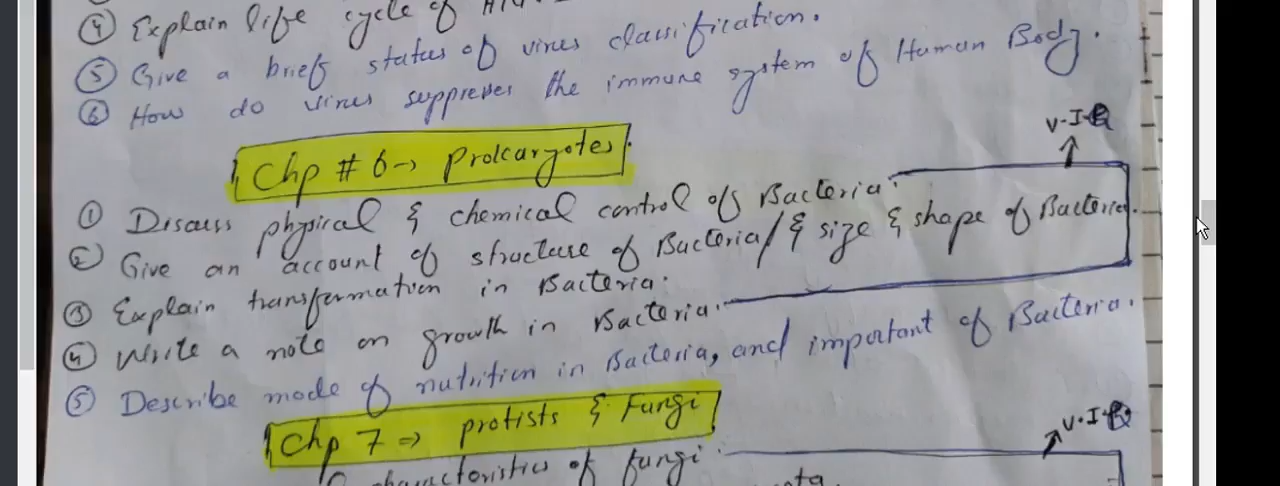 ④ Explain life cycle of
⑤ Give a brief status of virus classification.
⑥ How do virus suppreses the immune system of Human Body.
V·I·Q
Chp # 6 → Prokaryotes.
① Discuss physical & chemical control of Bacteria.
② Give an account of structure of Bacteria/ & size & shape of Bacteria.
③ Explain transformation in Bacteria.
④ Write a note on growth in Bacteria.
⑤ Describe mode of nutrition in Bacteria, and important of Bacteria.
Chp 7 ⇒ protists & Fungi
V·I·Q
characteristics of fungi.